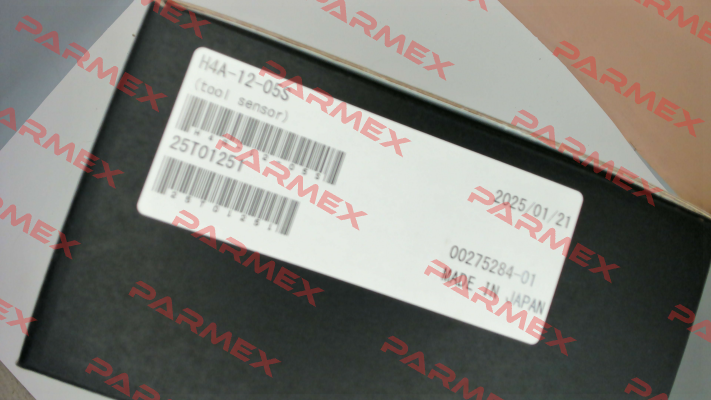 H4A-12-05S
(tool sensor)
25T01251
2025/01/21
00275284-01
MADE IN JAPAN
PARMEX